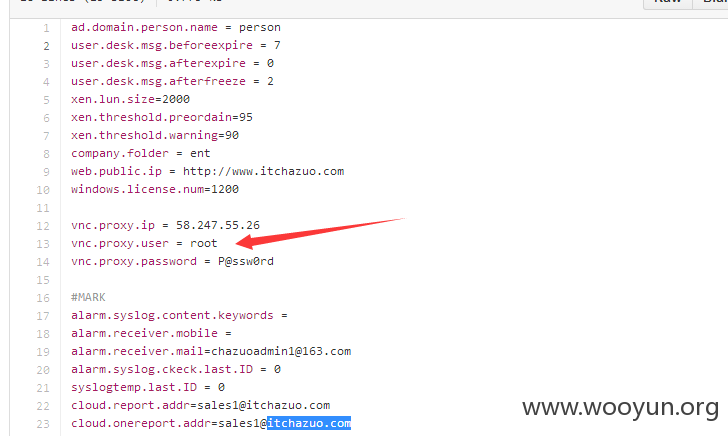 1 ad.domain.person.name = person
2 user.desk.msg.beforeexpire = 7
3 user.desk.msg.afterexpire = 0
4 user.desk.msg.afterfreeze = 2
5 xen.lun.size=2000
6 xen.threshold.preordain=95
7 xen.threshold.warning=90
8 company.folder = ent
9 web.public.ip = http://www.itchazuo.com
10 windows.license.num=1200
11
12 vnc.proxy.ip = 58.247.55.26
13 vnc.proxy.user = root
14 vnc.proxy.password = P@ssw0rd
15
16 #MARK
17 alarm.syslog.content.keywords =
18 alarm.receiver.mobile =
19 alarm.receiver.mail=chazuoadmin1@163.com
20 alarm.syslog.ckeck.last.ID = 0
21 syslogtemp.last.ID = 0
22 cloud.report.addr=sales1@itchazuo.com
23 cloud.onereport.addr=sales1@itchazuo.com
www.wooyun.org